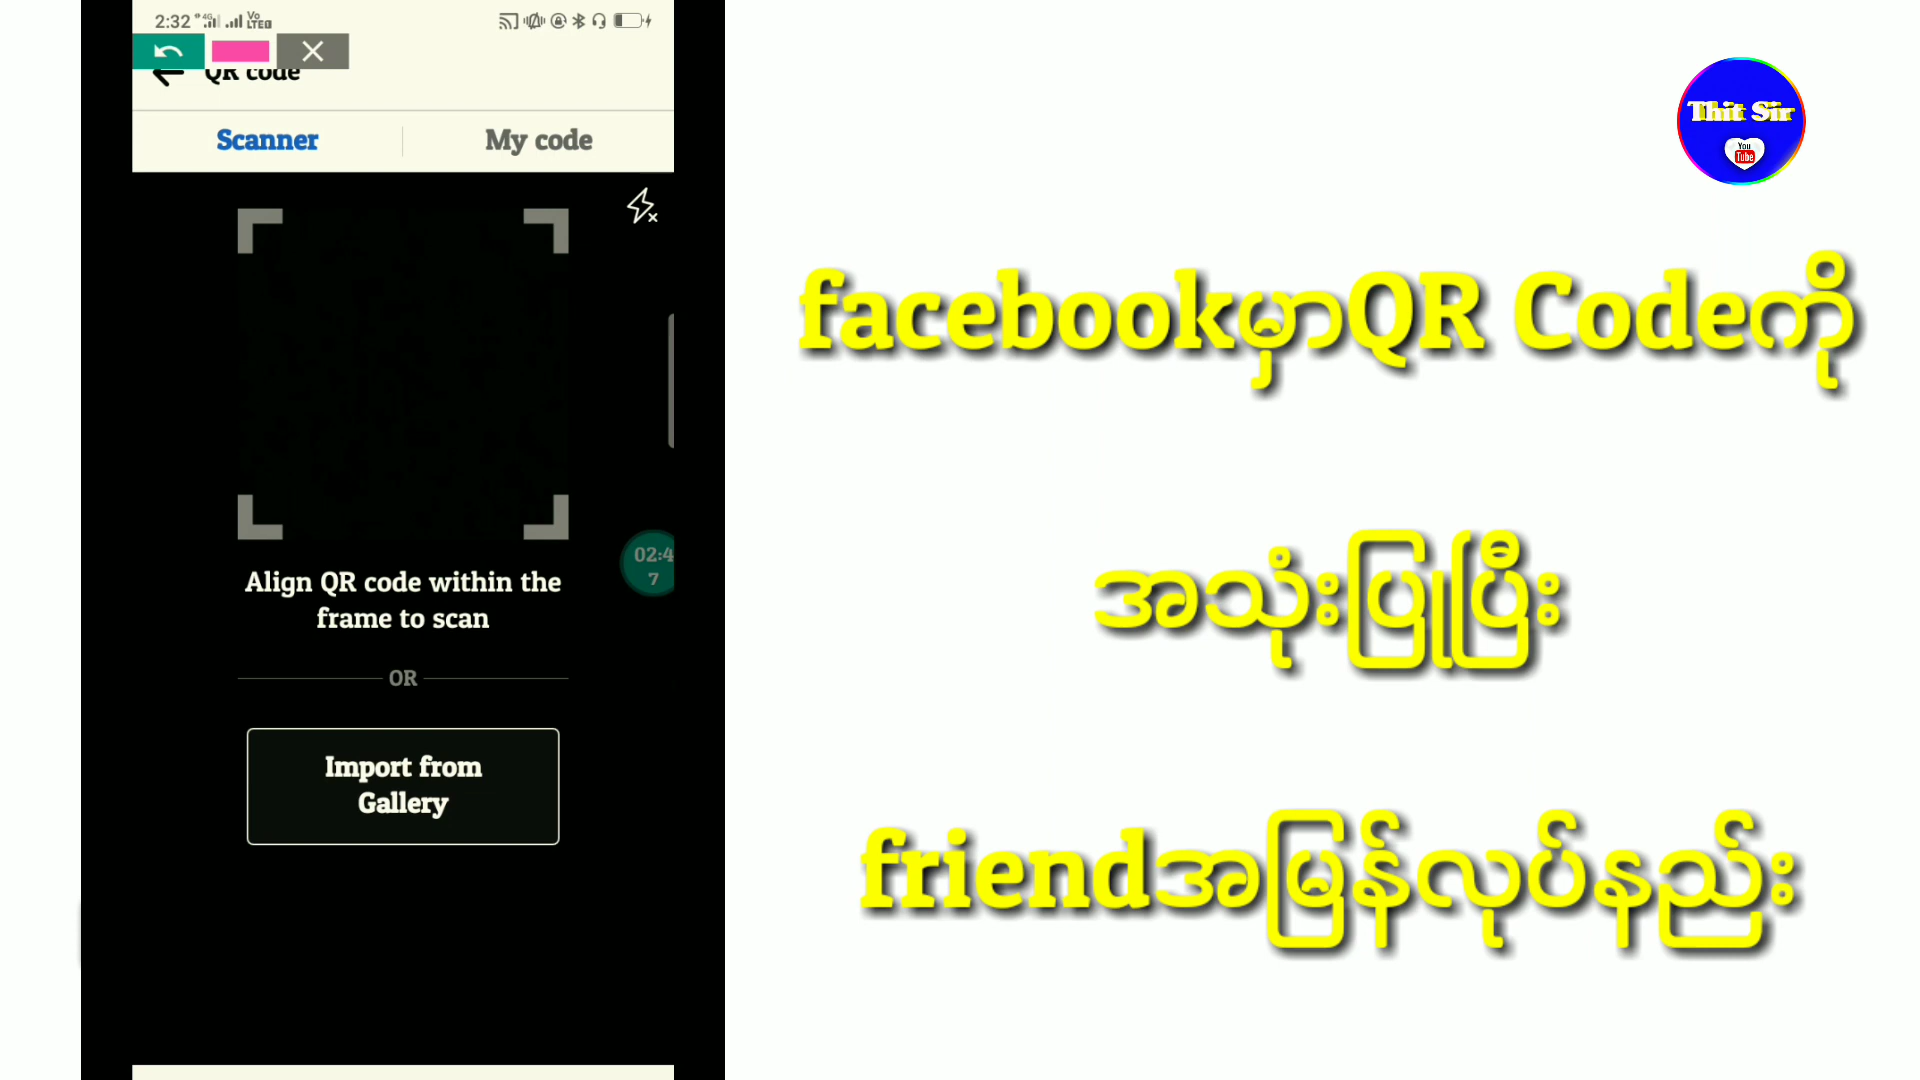 2:32 4G Vo LTE
QR code
Scanner
My code
Align QR code within the
frame to scan
OR
Import from
Gallery
02:4
7
Thit Sir
You
Tube
facebookမှာQR Codeကို
အသုံးပြုပြီး
friendအမြန်လုပ်နည်း